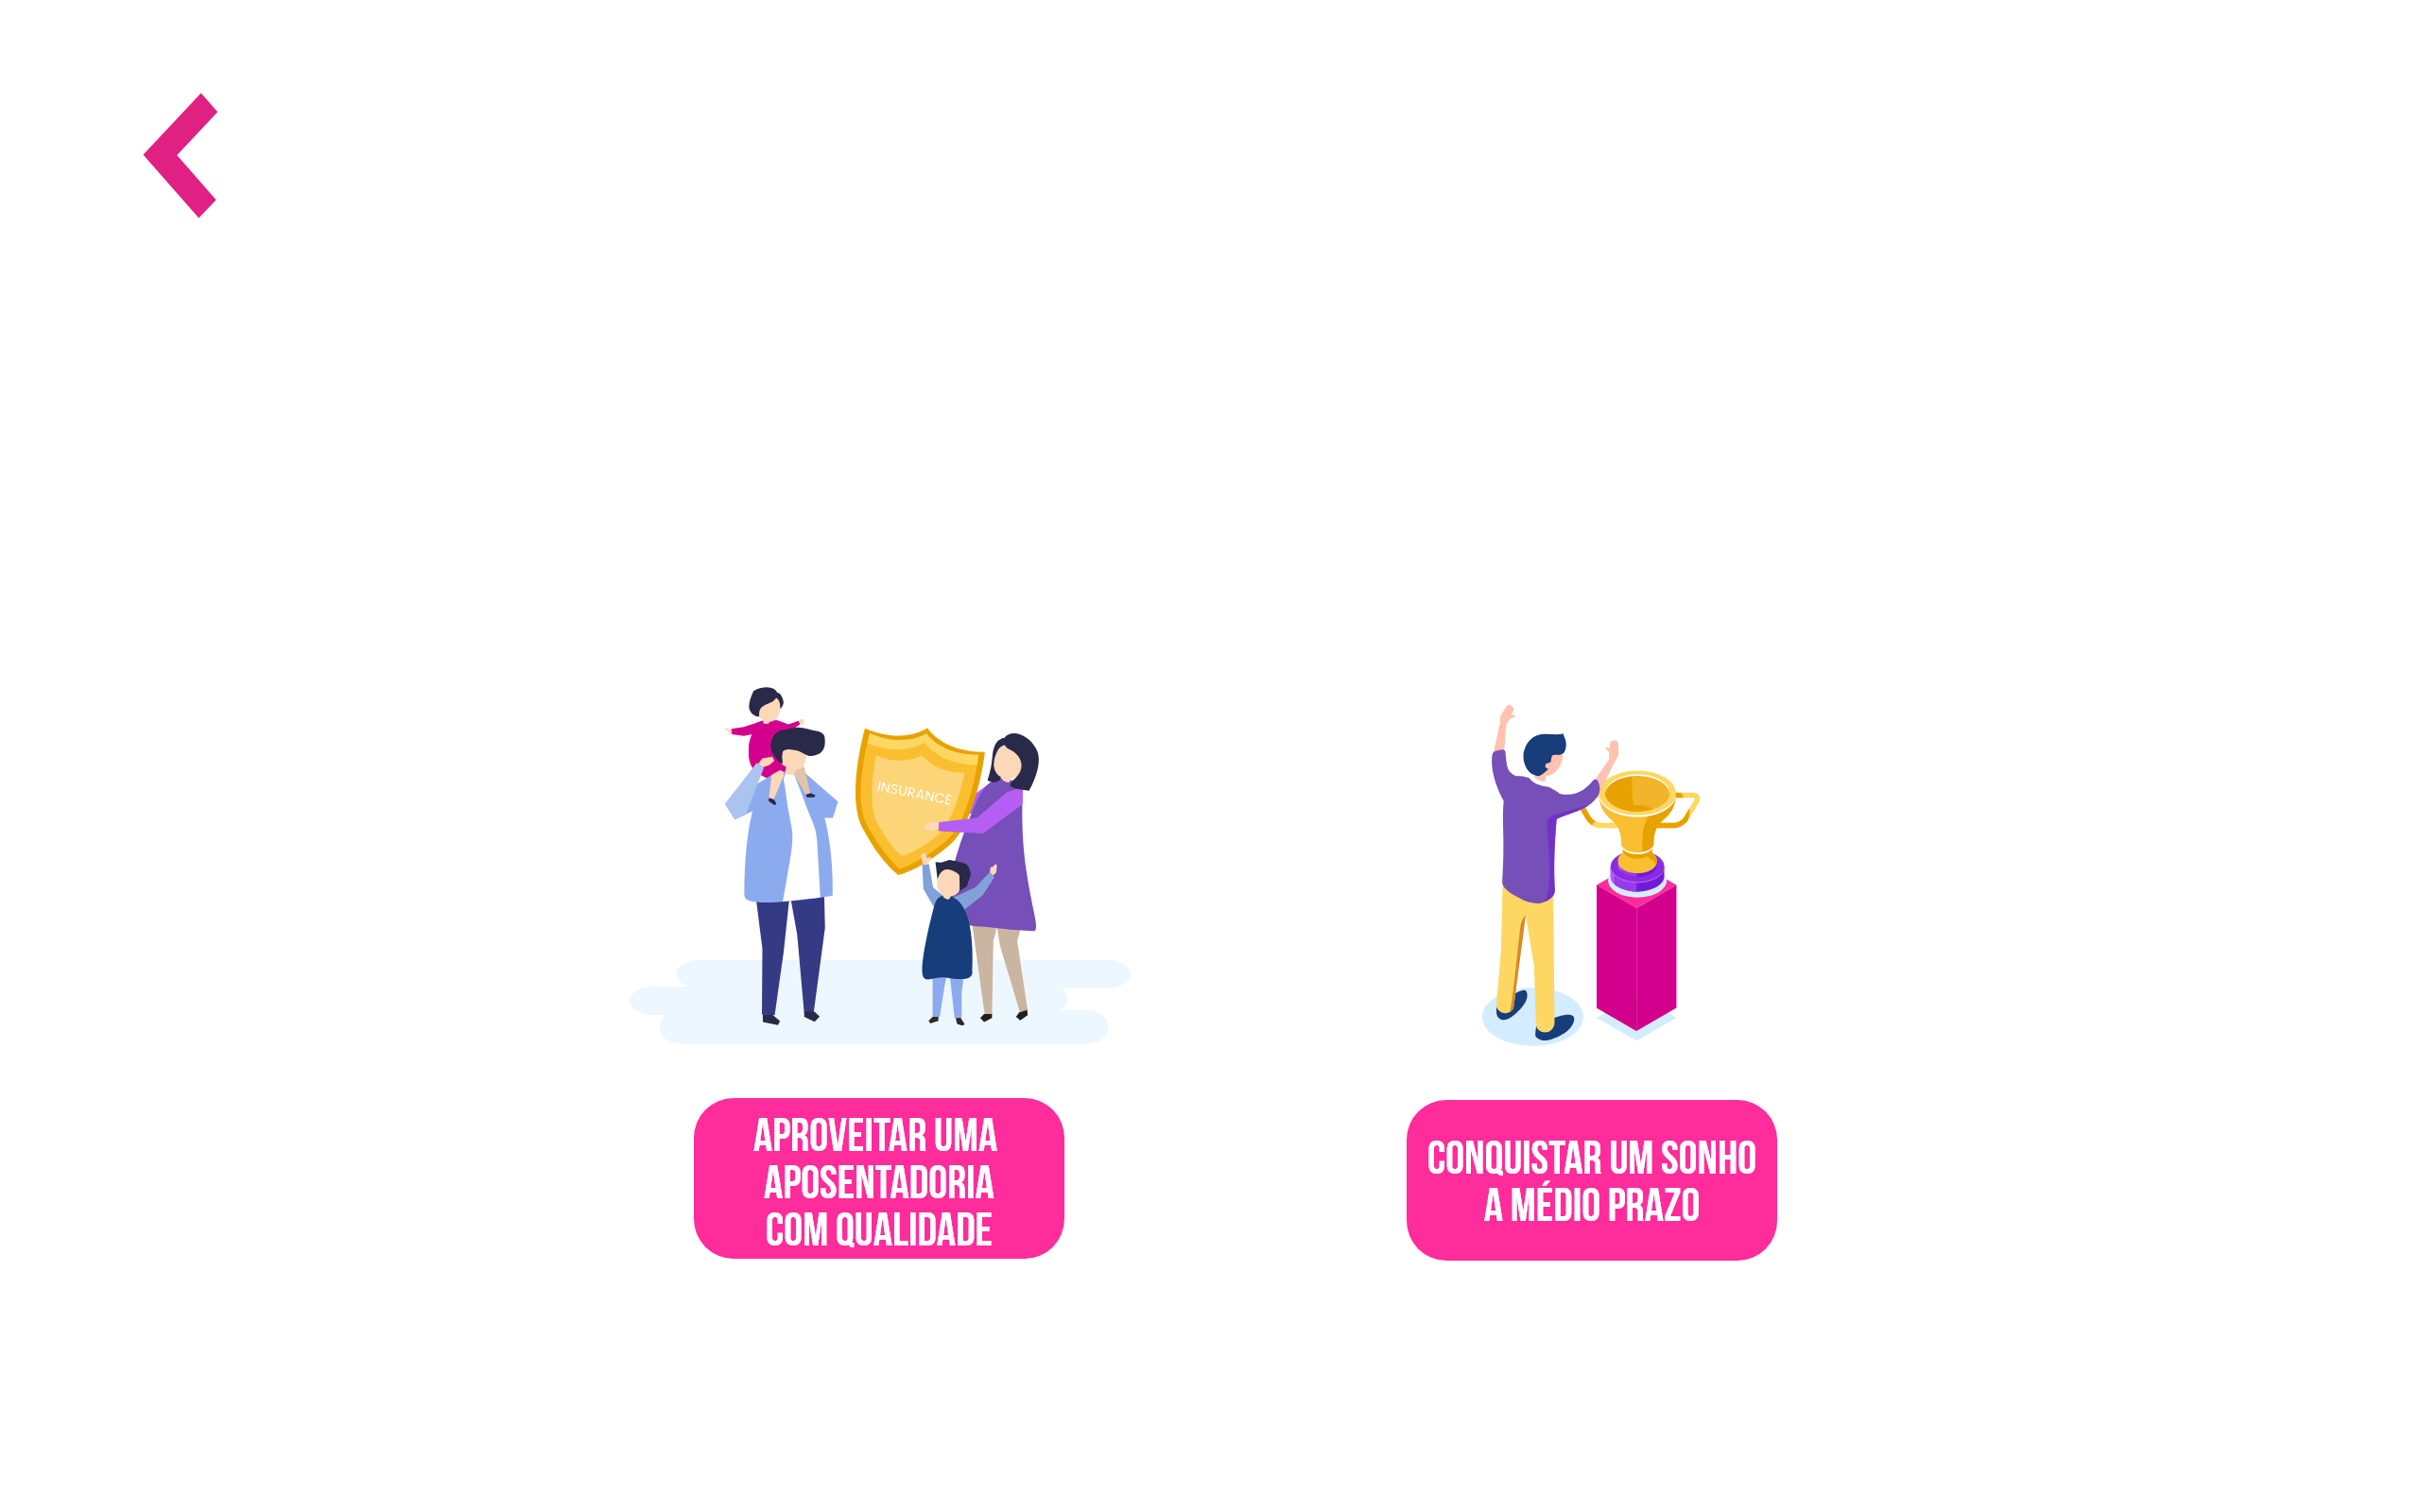 INSURANCE
APROVEITAR UMA
APOSENTADORIA
COM QUALIDADE
CONQUISTAR UM SONHO
A MÉDIO PRAZO